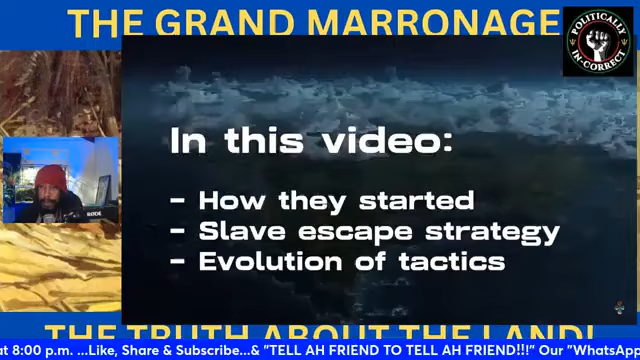 THE GRAND MARRONAGE
POLITICALLY
IN-CORRECT
In this video:
- How they started
- Slave escape strategy
- Evolution of tactics
RODE
THE TRUTH ABOUT THE LAND!
at 8:00 p.m. ...Like, Share & Subscribe...& "TELL AH FRIEND TO TELL AH FRIEND!!!" Our "WhatsApp